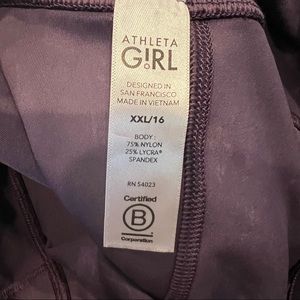 ATHLETA
GIRL
DESIGNED IN
SAN FRANCISCO
MADE IN VIETNAM
XXL/16
BODY:
75% NYLON
25% LYCRA®
SPANDEX
RN 54023
Certified
B
Corporation